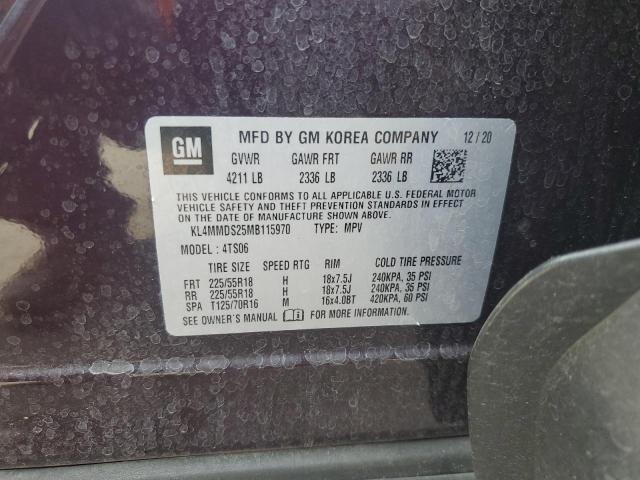 GM MFD BY GM KOREA COMPANY 12/20
GVWR GAWR FRT GAWR RR
4211 LB 2336 LB 2336 LB
THIS VEHICLE CONFORMS TO ALL APPLICABLE U.S. FEDERAL MOTOR
VEHICLE SAFETY AND THEFT PREVENTION STANDARDS IN EFFECT ON
THE DATE OF MANUFACTURE SHOWN ABOVE.
KL4MMDS25MB115970 TYPE: MPV
MODEL: 4TS06
TIRE SIZE SPEED RTG RIM COLD TIRE PRESSURE
FRT 225/55R18 H 18x7.5J 240KPA, 35 PSI
RR 225/55R18 H 18x7.5J 240KPA, 35 PSI
SPA T125/70R16 M 16x4.0BT 420KPA, 60 PSI
SEE OWNER'S MANUAL FOR MORE INFORMATION.